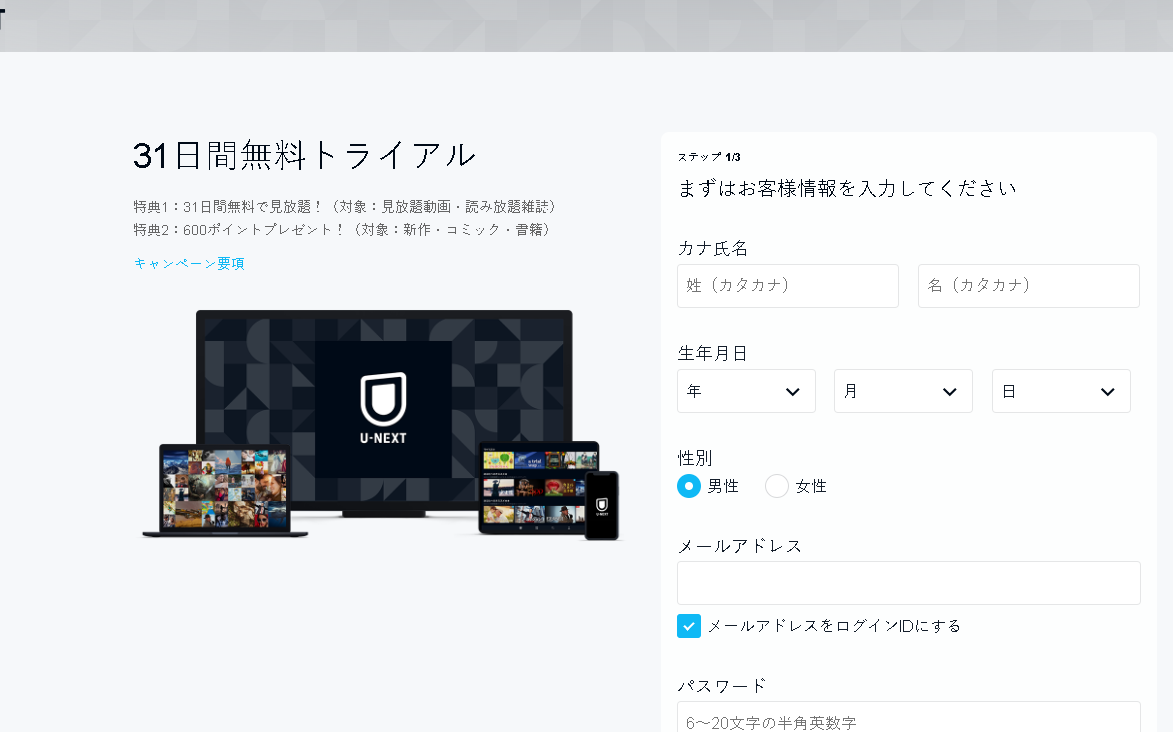 31日間無料トライアル
特典1：31日間無料で見放題！（対象：見放題動画・読み放題雑誌）
特典2：600ポイントプレゼント！（対象：新作・コミック・書籍）
キャンペーン要項
U-NEXT
ステップ 1/3
まずはお客様情報を入力してください
カナ氏名
姓（カタカナ） 名（カタカナ）
生年月日
年 月 日
性別
男性 女性
メールアドレス
メールアドレスをログインIDにする
パスワード
6〜20文字の半角英数字